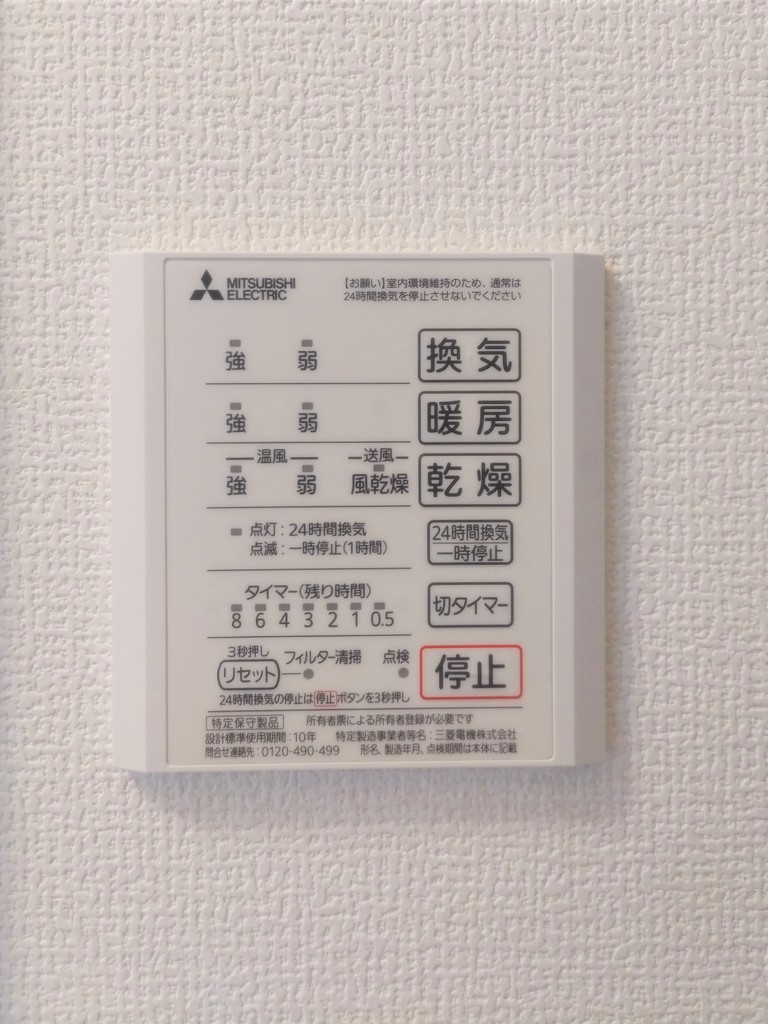 MITSUBISHI
ELECTRIC
【お願い】室内環境維持のため、通常は
24時間換気を停止させないでください
強 弱 換気
強 弱 暖房
温風 送風
強 弱 風乾燥 乾燥
点灯：24時間換気
点滅：一時停止(1時間)
24時間換気
一時停止
タイマー(残り時間)
8 6 4 3 2 1 0.5
切タイマー
3秒押し
リセット フィルター清掃 点検
停止
24時間換気の停止は停止ボタンを3秒押し
特定保守製品 所有者票による所有者登録が必要です
設計標準使用期間：10年 特定製造事業者等名：三菱電機株式会社
問合せ連絡先：0120-490-499 形名、製造年月、点検期間は本体に記載